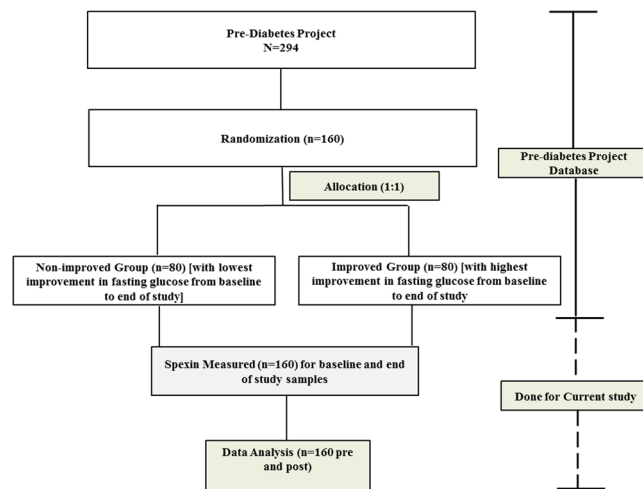 Pre-Diabetes Project
N=294
Randomization (n=160)
Pre-diabetes Project
Database
Allocation (1:1)
Non-improved Group (n=80) [with lowest
improvement in fasting glucose from baseline
to end of study]
Improved Group (n=80) [with highest
improvement in fasting glucose from baseline
to end of study
Spexin Measured (n=160) for baseline and end
of study samples
Done for Current study
Data Analysis (n=160 pre
and post)